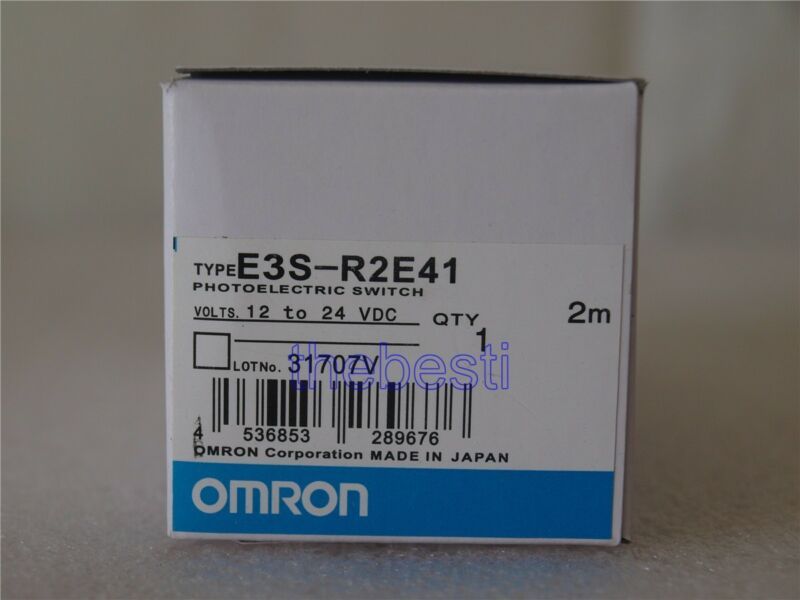 TYPE E3S-R2E41
PHOTOELECTRIC SWITCH
VOLTS. 12 to 24 VDC QTY 1 2m
LOTNo. 31707V
thebesti
4 536853 289676
OMRON Corporation MADE IN JAPAN
OMRON